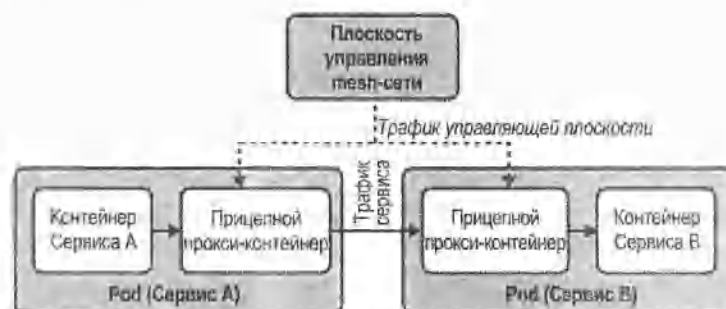 Плоскость
управления
mesh-сети
Трафик управляющей плоскости
Трафик
сервиса
Контейнер
Сервиса A
Прицепной
прокси-контейнер
Прицепной
прокси-контейнер
Контейнер
Сервиса B
Pod (Сервис A)
Pod (Сервис B)